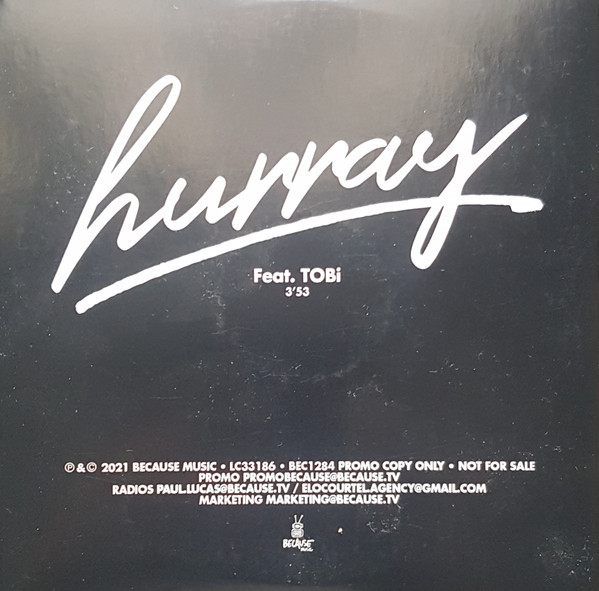 hurray
Feat. TOBi
3'53
℗ & © 2021 BECAUSE MUSIC • LC33186 • BEC1284 PROMO COPY ONLY • NOT FOR SALE
PROMO PROMOBECAUSE@BECAUSE.TV
RADIOS PAUL.LUCAS@BECAUSE.TV / ELOCOURTEL.AGENCY@GMAIL.COM
MARKETING MARKETING@BECAUSE.TV
BECAUSE
music